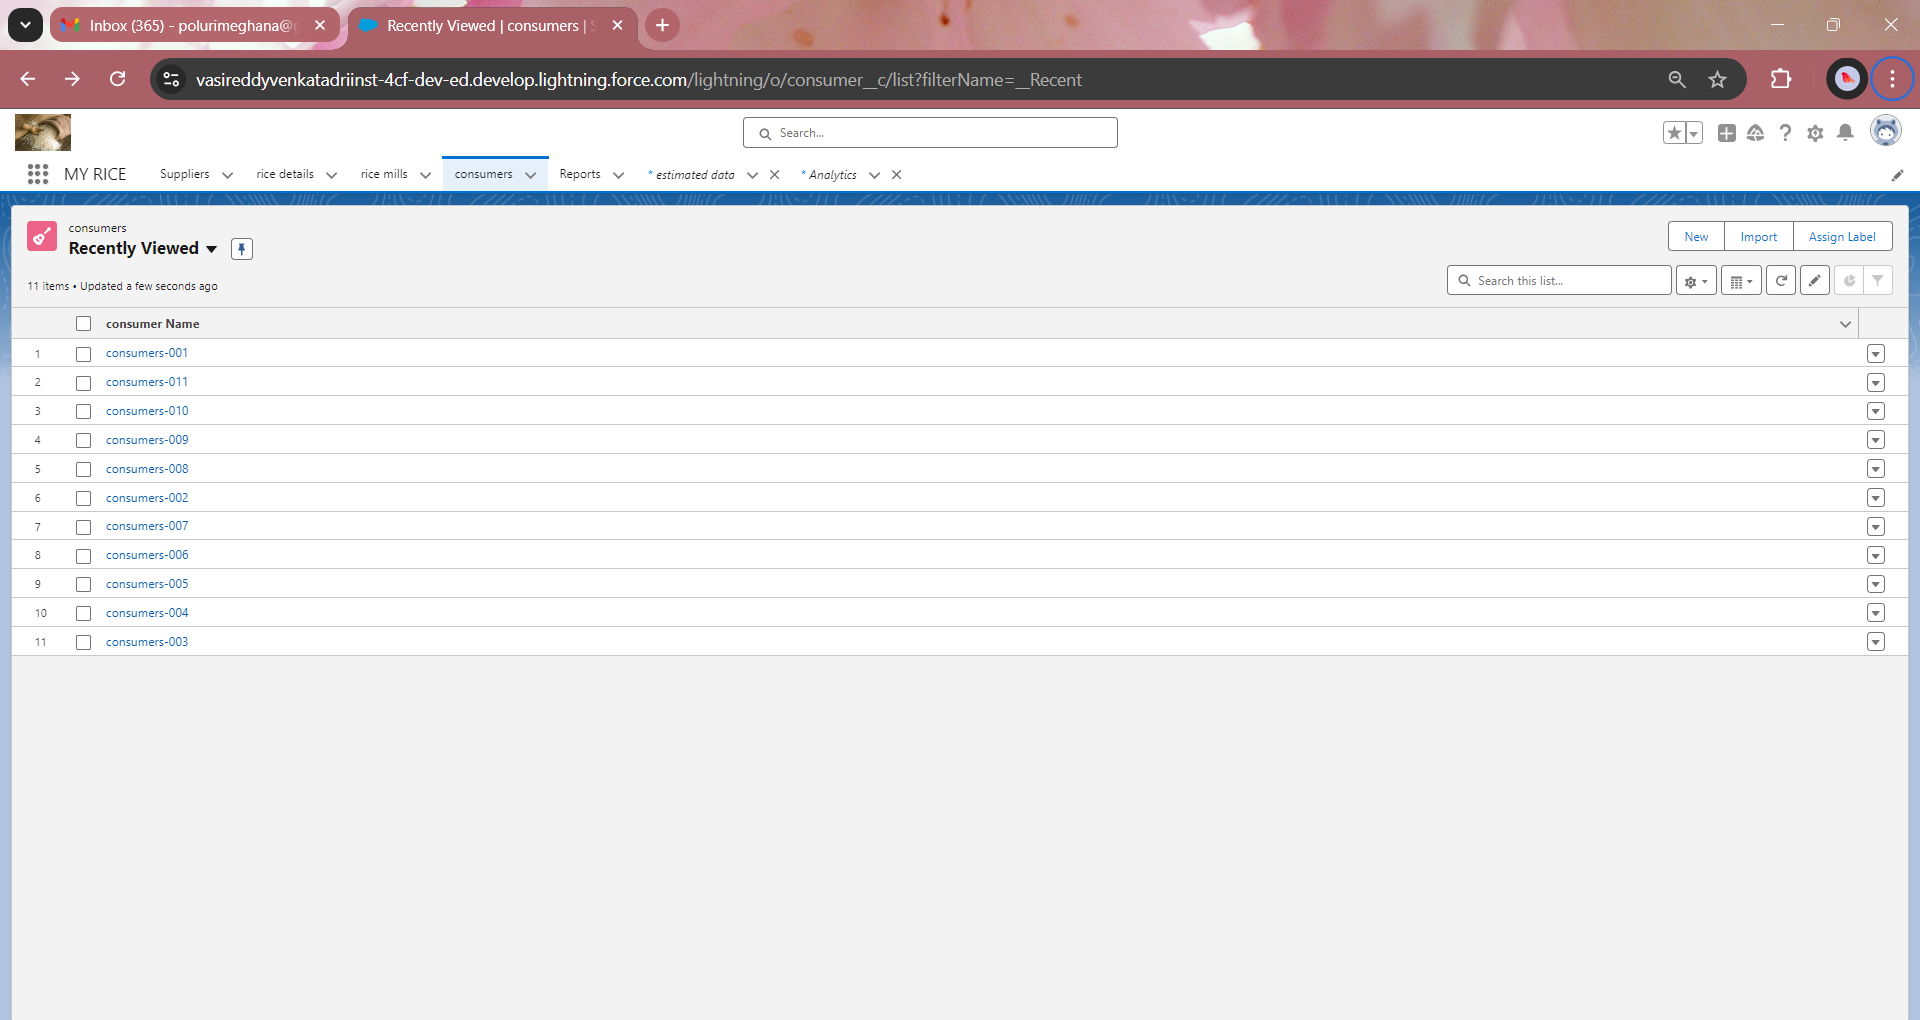 Inbox (365) - polurimeghana@g
Recently Viewed | consumers | S
vasireddyvenkatadriinst-4cf-dev-ed.develop.lightning.force.com/lightning/o/consumer__c/list?filterName=__Recent
Search...
MY RICE
Suppliers
rice details
rice mills
consumers
Reports
* estimated data
* Analytics
consumers
Recently Viewed
New
Import
Assign Label
11 items • Updated a few seconds ago
Search this list...
consumer Name
1 consumers-001
2 consumers-011
3 consumers-010
4 consumers-009
5 consumers-008
6 consumers-002
7 consumers-007
8 consumers-006
9 consumers-005
10 consumers-004
11 consumers-003